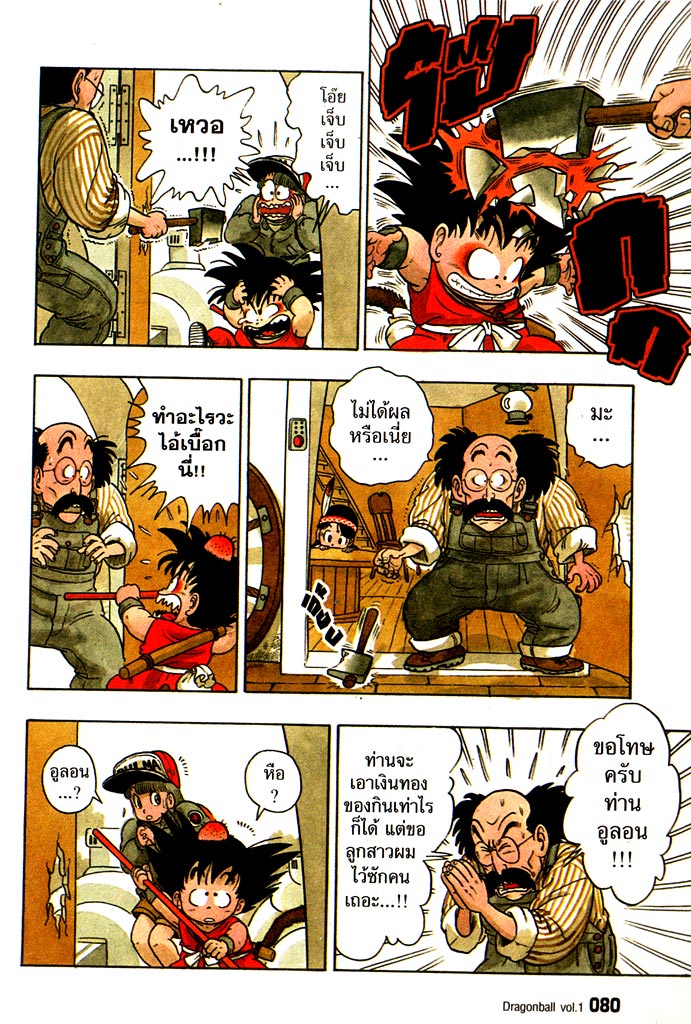 โอ๊ย
เจ็บ
เจ็บ
เจ็บ
...
เหวอ
...!!!
มะ
...
ไม่ได้ผล
หรือเนี่ย
...
ทำอะไรวะ
ไอ้เบื๊อก
นี่!!
ขอโทษ
ครับ
ท่าน
อูลอน
!!!
ท่านจะ
เอาเงินทอง
ของกินเท่าไร
ก็ได้ แต่ขอ
ลูกสาวผม
ไว้ซักคน
เถอะ...!!
หือ
?
อูลอน
...?
Dragonball vol.1 080